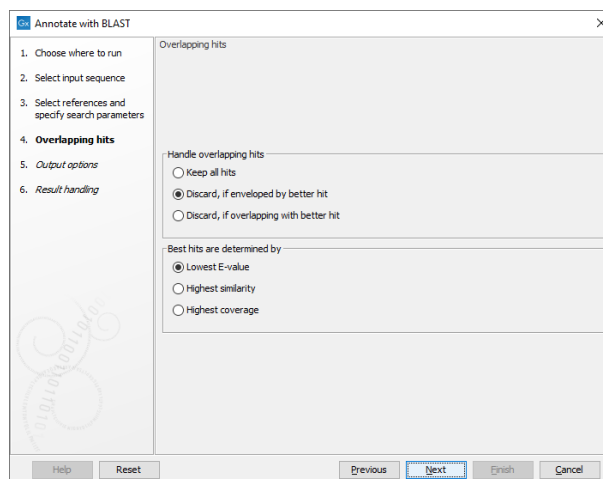 Gx Annotate with BLAST
1. Choose where to run
2. Select input sequence
3. Select references and
specify search parameters
4. Overlapping hits
5. Output options
6. Result handling
Overlapping hits
Handle overlapping hits
Keep all hits
Discard, if enveloped by better hit
Discard, if overlapping with better hit
Best hits are determined by
Lowest E-value
Highest similarity
Highest coverage
Help Reset Previous Next Finish Cancel